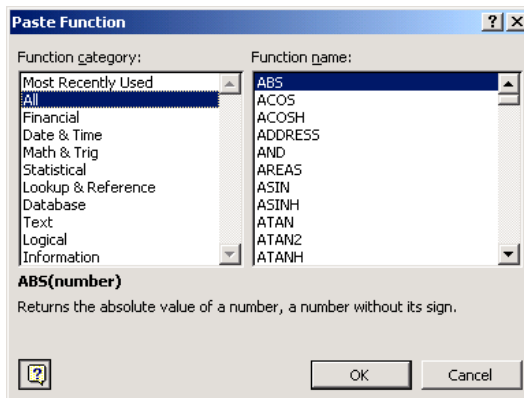 Paste Function
Function category:
Most Recently Used
All
Financial
Date & Time
Math & Trig
Statistical
Lookup & Reference
Database
Text
Logical
Information
Function name:
ABS
ACOS
ACOSH
ADDRESS
AND
AREAS
ASIN
ASINH
ATAN
ATAN2
ATANH
ABS(number)
Returns the absolute value of a number, a number without its sign.
OK
Cancel